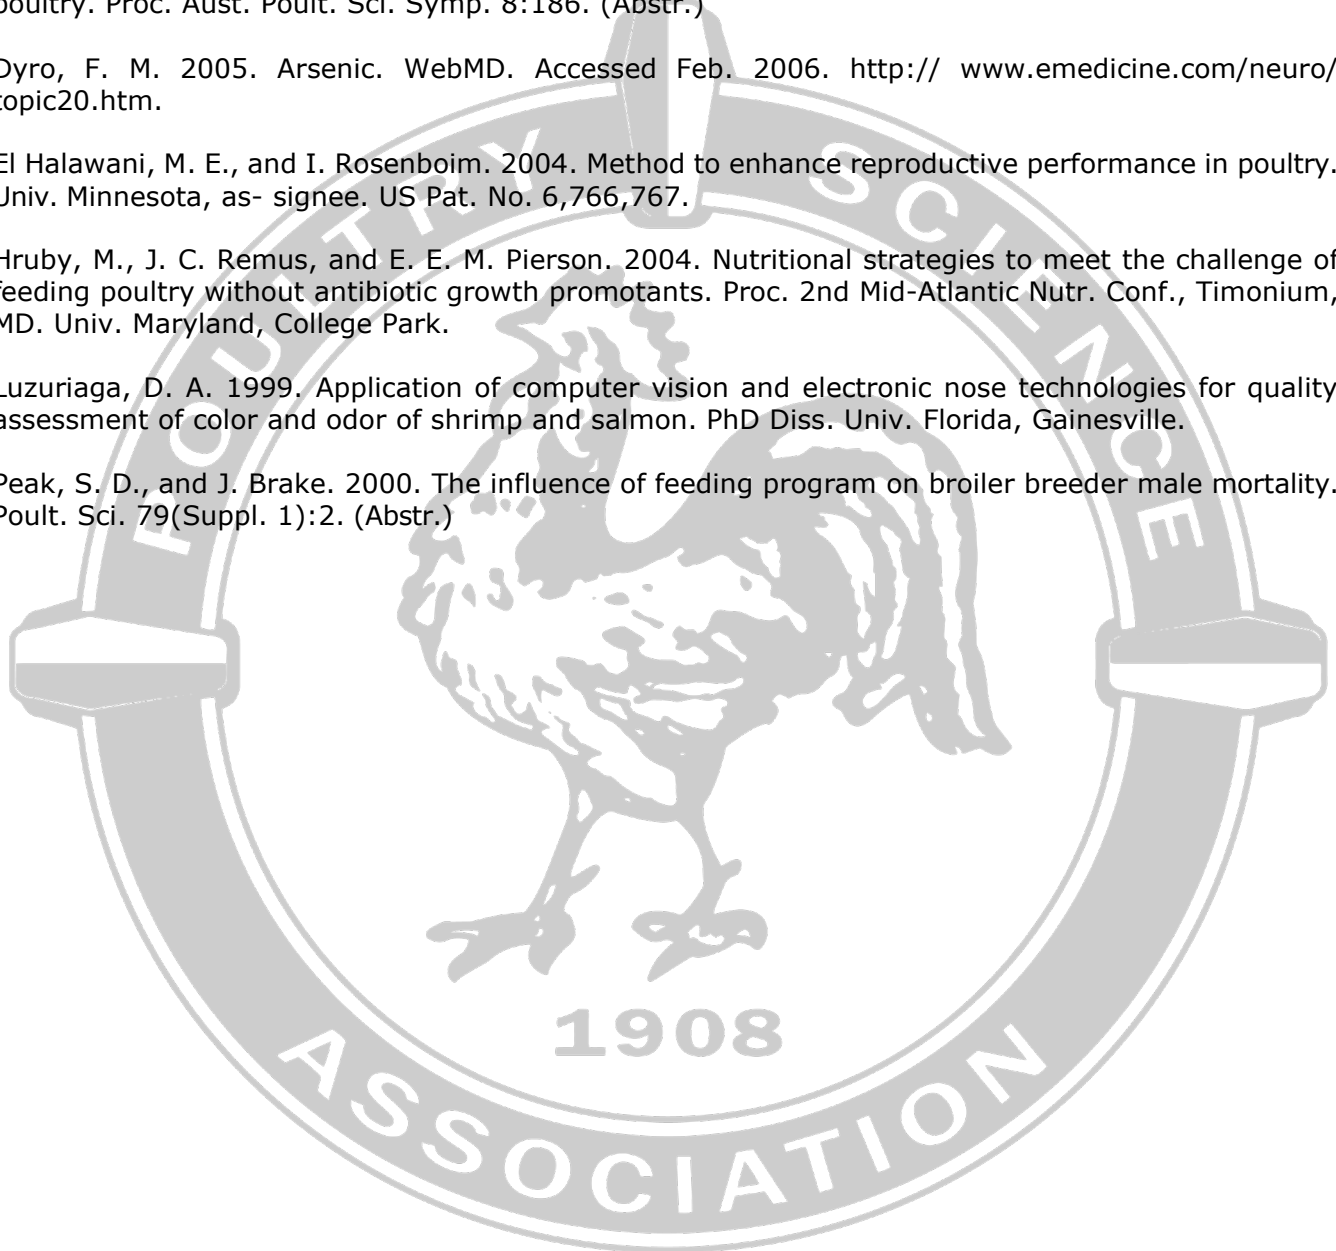 poultry. Proc. Aust. Poult. Sci. Symp. 8:186. (Abstr.)
Dyro, F. M. 2005. Arsenic. WebMD. Accessed Feb. 2006. http:// www.emedicine.com/neuro/
topic20.htm.
El Halawani, M. E., and I. Rosenboim. 2004. Method to enhance reproductive performance in poultry.
Univ. Minnesota, as- signee. US Pat. No. 6,766,767.
Hruby, M., J. C. Remus, and E. E. M. Pierson. 2004. Nutritional strategies to meet the challenge of
feeding poultry without antibiotic growth promotants. Proc. 2nd Mid-Atlantic Nutr. Conf., Timonium,
MD. Univ. Maryland, College Park.
Luzuriaga, D. A. 1999. Application of computer vision and electronic nose technologies for quality
assessment of color and odor of shrimp and salmon. PhD Diss. Univ. Florida, Gainesville.
Peak, S. D., and J. Brake. 2000. The influence of feeding program on broiler breeder male mortality.
Poult. Sci. 79(Suppl. 1):2. (Abstr.)
POULTRY SCIENCE
1908
ASSOCIATION